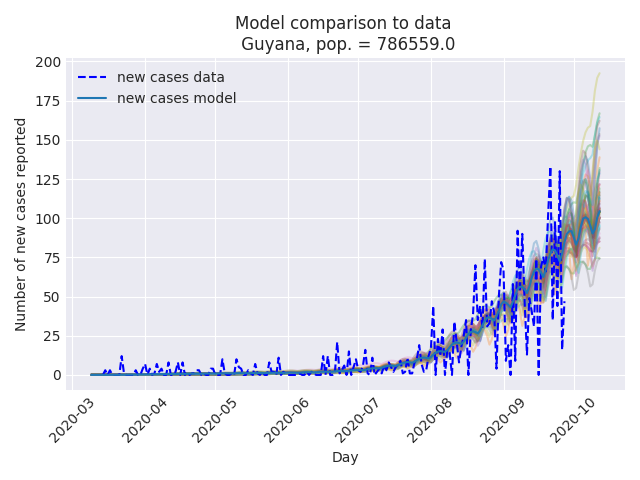 Model comparison to data
Guyana, pop. = 786559.0
new cases data
new cases model
Number of new cases reported
200
175
150
125
100
75
50
25
0
2020-03
2020-04
2020-05
2020-06
2020-07
2020-08
2020-09
2020-10
Day